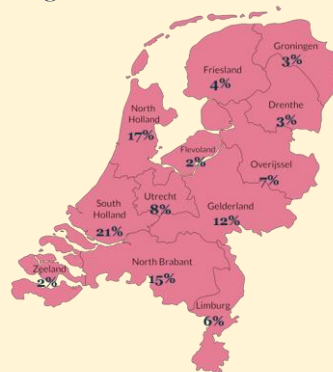 Groningen
3%
Friesland
4%
Drenthe
3%
North
Holland
17%
Flevoland
2%
Overijssel
7%
Utrecht
8%
Gelderland
12%
South
Holland
21%
Zeeland
2%
North Brabant
15%
Limburg
6%